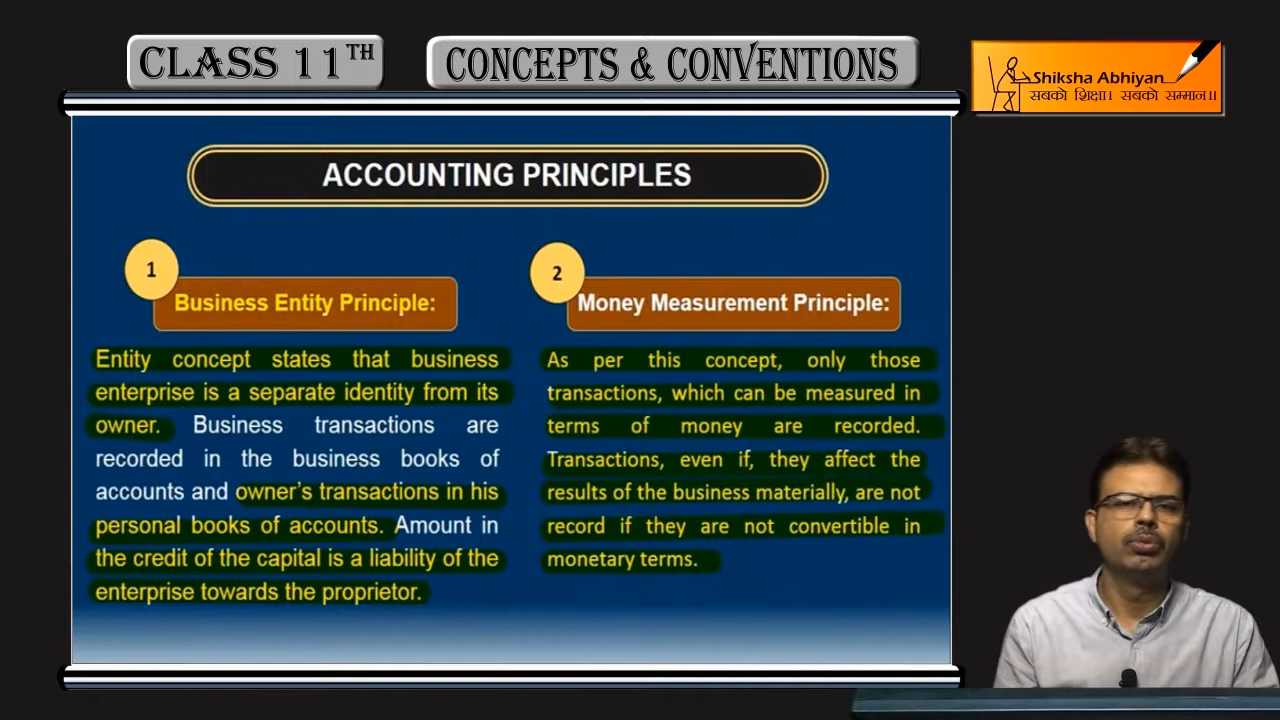 CLASS 11TH
CONCEPTS & CONVENTIONS
Shiksha Abhiyan
सबको शिक्षा। सबको सम्मान॥
ACCOUNTING PRINCIPLES
1
Business Entity Principle:
Entity concept states that business
enterprise is a separate identity from its
owner. Business transactions are
recorded in the business books of
accounts and owner's transactions in his
personal books of accounts. Amount in
the credit of the capital is a liability of the
enterprise towards the proprietor.
2
Money Measurement Principle:
As per this concept, only those
transactions, which can be measured in
terms of money are recorded.
Transactions, even if, they affect the
results of the business materially, are not
record if they are not convertible in
monetary terms.